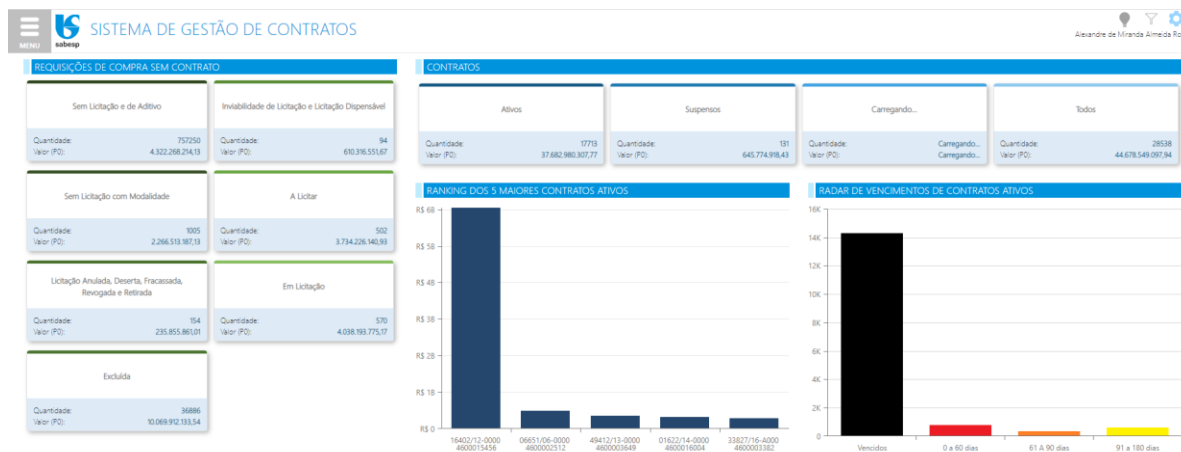 MENU
sabesp
SISTEMA DE GESTÃO DE CONTRATOS
Alexandre de Miranda Almeida
REQUISIÇÕES DE COMPRA SEM CONTRATO
Sem Licitação e de Aditivo
Quantidade: 757250
Valor (P0): 4.322.268.214,13
Inviabilidade de Licitação e Licitação Dispensável
Quantidade: 94
Valor (P0): 610.316.551,67
Sem Licitação com Modalidade
Quantidade: 1005
Valor (P0): 2.266.513.187,13
A Licitar
Quantidade: 502
Valor (P0): 3.734.226.140,93
Licitação Anulada, Deserta, Fracassada,
Revogada e Retirada
Quantidade: 154
Valor (P0): 235.855.861,01
Em Licitação
Quantidade: 570
Valor (P0): 4.038.193.775,17
Excluída
Quantidade: 36886
Valor (P0): 10.069.912.133,54
CONTRATOS
Ativos
Quantidade: 17713
Valor (P0): 37.682.980.307,77
Suspensos
Quantidade: 131
Valor (P0): 645.774.918,43
Carregando...
Quantidade: Carregando...
Valor (P0): Carregando...
Todos
Quantidade: 28538
Valor (P0): 44.678.549.097,94
RANKING DOS 5 MAIORES CONTRATOS ATIVOS
R$ 6B
R$ 5B
R$ 4B
R$ 3B
R$ 2B
R$ 1B
R$ 0
16402/12-0000
4600015456
06651/06-0000
4600002512
49412/13-0000
4600003649
01622/14-0000
4600016004
33827/16-A000
4600003382
RADAR DE VENCIMENTOS DE CONTRATOS ATIVOS
16K
14K
12K
10K
8K
6K
4K
2K
0
Vencidos
0 a 60 dias
61 A 90 dias
91 a 180 dias